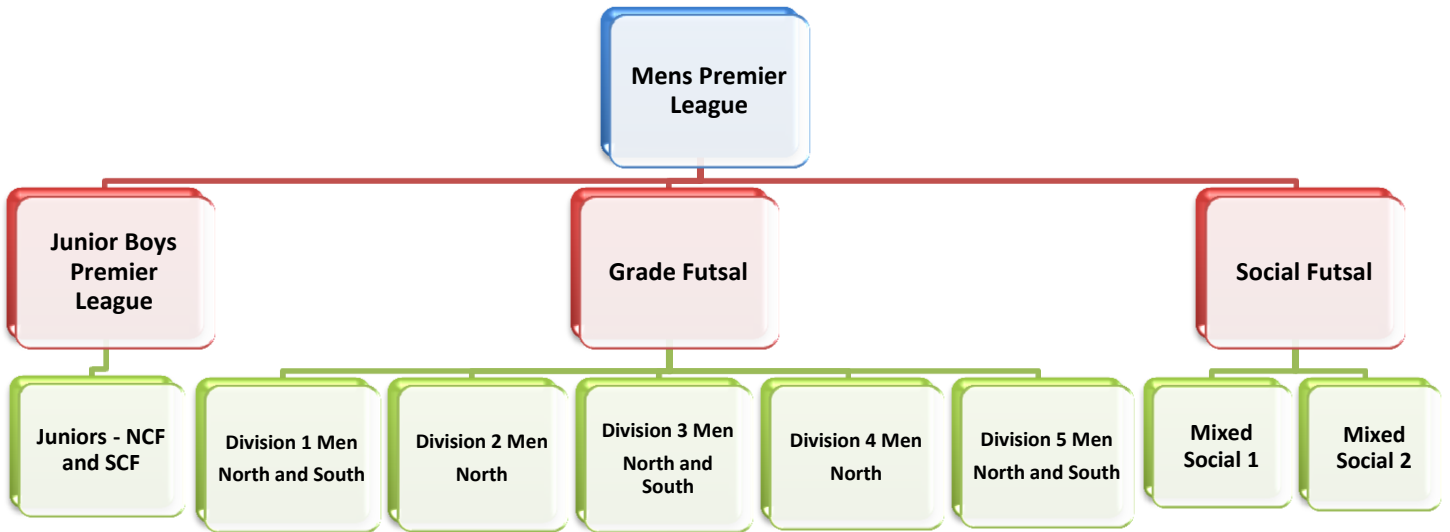 Mens Premier
League
Junior Boys
Premier
League
Grade Futsal
Social Futsal
Juniors - NCF
and SCF
Division 1 Men
North and South
Division 2 Men
North
Division 3 Men
North and
South
Division 4 Men
North
Division 5 Men
North and South
Mixed
Social 1
Mixed
Social 2